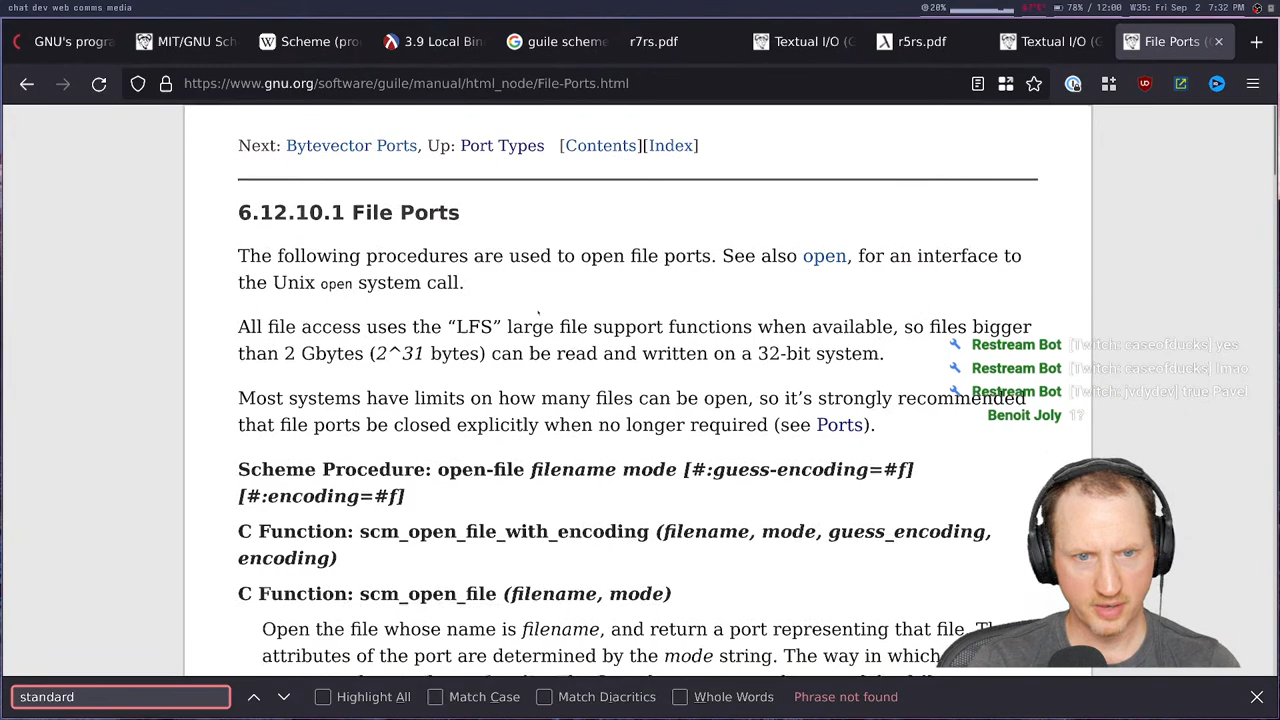 chat dev web comms media
20%
67°C
78% / 12:00
W35: Fri Sep 2 7:32 PM
GNU's progra
MIT/GNU Sch
Scheme (pro
3.9 Local Bin
guile scheme
r7rs.pdf
Textual I/O (G
r5rs.pdf
Textual I/O (G
File Ports (
https://www.gnu.org/software/guile/manual/html_node/File-Ports.html
Next: Bytevector Ports, Up: Port Types [Contents][Index]
6.12.10.1 File Ports
The following procedures are used to open file ports. See also open, for an interface to
the Unix open system call.
All file access uses the “LFS” large file support functions when available, so files bigger
than 2 Gbytes (2^31 bytes) can be read and written on a 32-bit system.
Most systems have limits on how many files can be open, so it’s strongly recommended
that file ports be closed explicitly when no longer required (see Ports).
Scheme Procedure: open-file filename mode [#:guess-encoding=#f]
[#:encoding=#f]
C Function: scm_open_file_with_encoding (filename, mode, guess_encoding,
encoding)
C Function: scm_open_file (filename, mode)
Open the file whose name is filename, and return a port representing that file. Th
attributes of the port are determined by the mode string. The way in which
Restream Bot [Twitch: caseofducks] yes
Restream Bot [Twitch: caseofducks] lmao
Restream Bot [Twitch: jvdydev] true Pavel
Benoit Joly 1?
standard
Highlight All
Match Case
Match Diacritics
Whole Words
Phrase not found